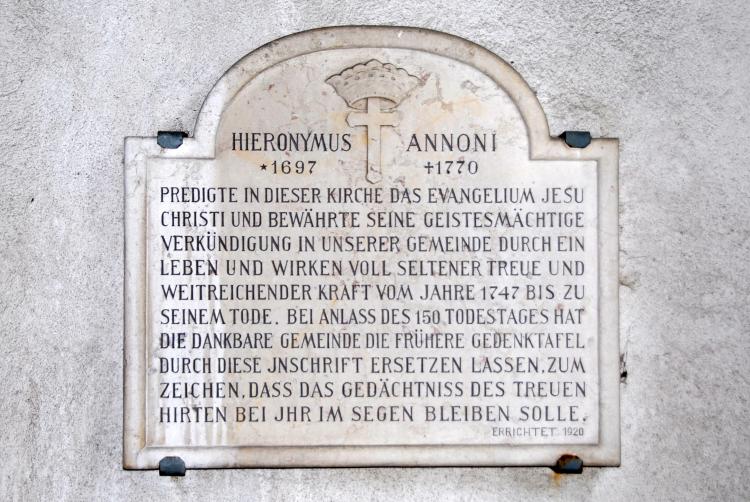 HIERONYMUS ANNONI
*1697 †1770
PREDIGTE IN DIESER KIRCHE DAS EVANGELIUM JESU
CHRISTI UND BEWÄHRTE SEINE GEISTESMÄCHTIGE
VERKÜNDIGUNG IN UNSERER GEMEINDE DURCH EIN
LEBEN UND WIRKEN VOLL SELTENER TREUE UND
WEITREICHENDER KRAFT VOM JAHRE 1747 BIS ZU
SEINEM TODE. BEI ANLASS DES 150.TODESTAGES HAT
DIE DANKBARE GEMEINDE DIE FRÜHERE GEDENKTAFEL
DURCH DIESE JNSCHRIFT ERSETZEN LASSEN, ZUM
ZEICHEN, DASS DAS GEDÄCHTNISS DES TREUEN
HIRTEN BEI JHR IM SEGEN BLEIBEN SOLLE.
ERRICHTET 1920